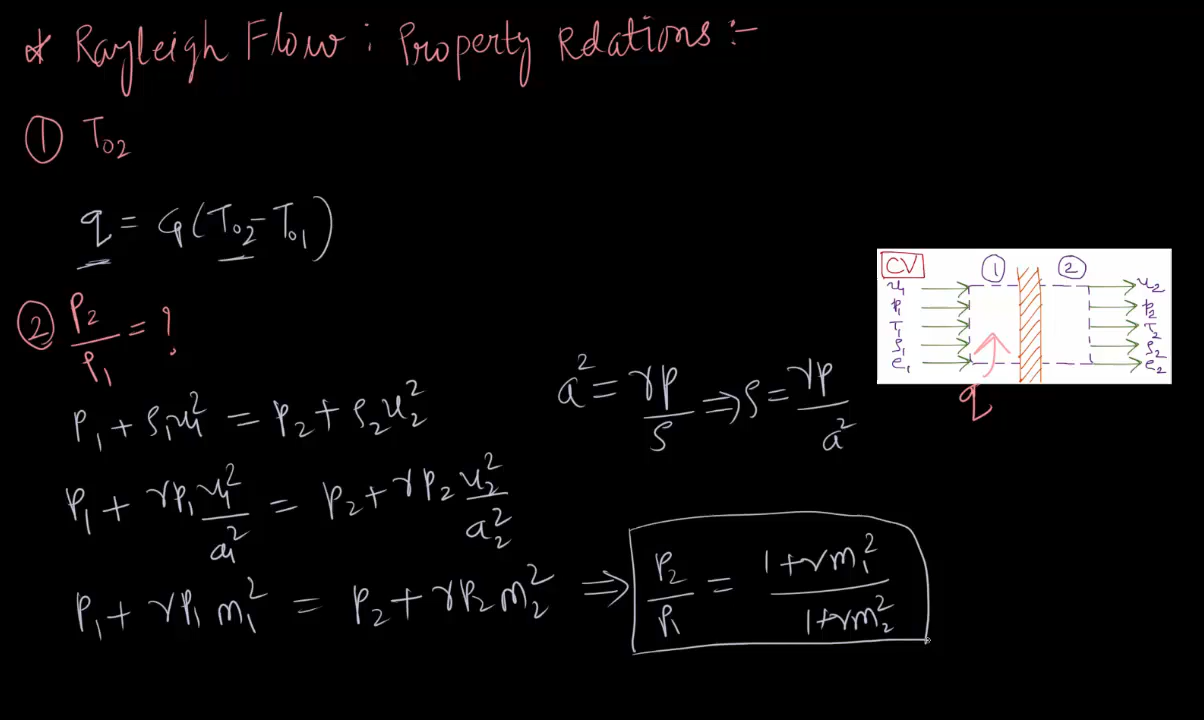 * Rayleigh Flow : Property Relations :-
① T₀₂
q = Cp (T₀₂ - T₀₁)
② P₂/P₁ = ?
P₁ + ρ₁u₁² = P₂ + ρ₂u₂²
a² = γp/ρ ⇒ ρ = γp/a²
P₁ + γP₁ u₁²/a₁² = P₂ + γP₂ u₂²/a₂²
P₁ + γP₁ M₁² = P₂ + γP₂ M₂² ⇒ P₂/P₁ = 1+γM₁²/1+γM₂²
CV ① ②
u₁ u₂
P₁ P₂
T₁ T₂
ρ₁ ρ₂
e₁ e₂
q